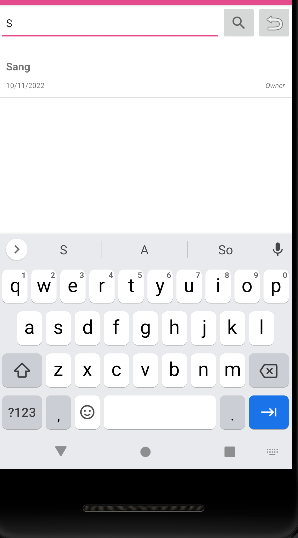 S
Sang
10/11/2022 Owner
S A So
1 2 3 4 5 6 7 8 9 0
q w e r t y u i o p
a s d f g h j k l
z x c v b n m
?123 , .